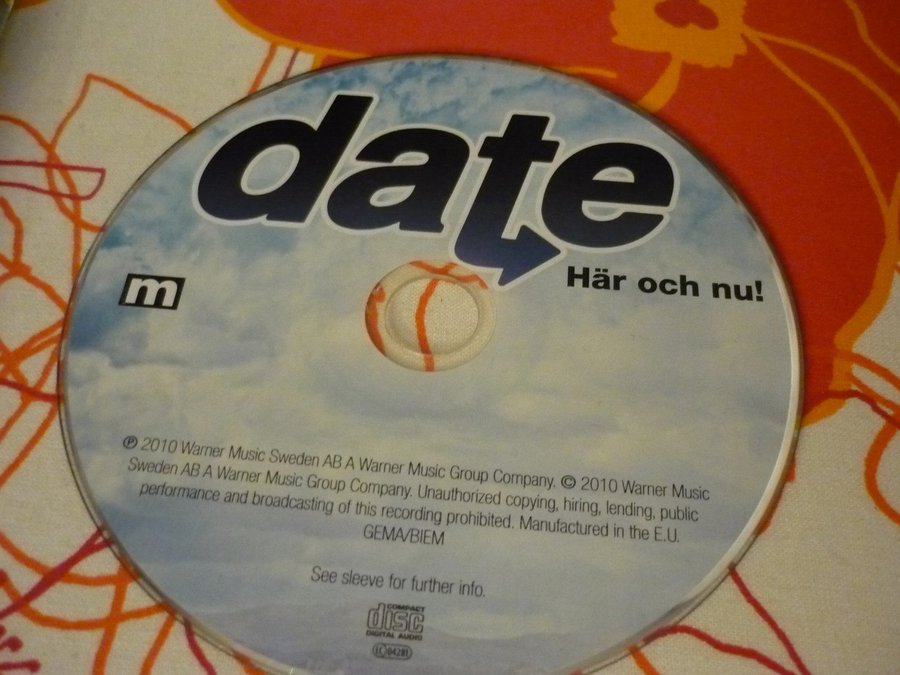 date
Här och nu!
m
℗ 2010 Warner Music Sweden AB A Warner Music Group Company. © 2010 Warner Music
Sweden AB A Warner Music Group Company. Unauthorized copying, hiring, lending, public
performance and broadcasting of this recording prohibited. Manufactured in the E.U.
GEMA/BIEM
See sleeve for further info.
COMPACT
disc
DIGITAL AUDIO
LC 04281